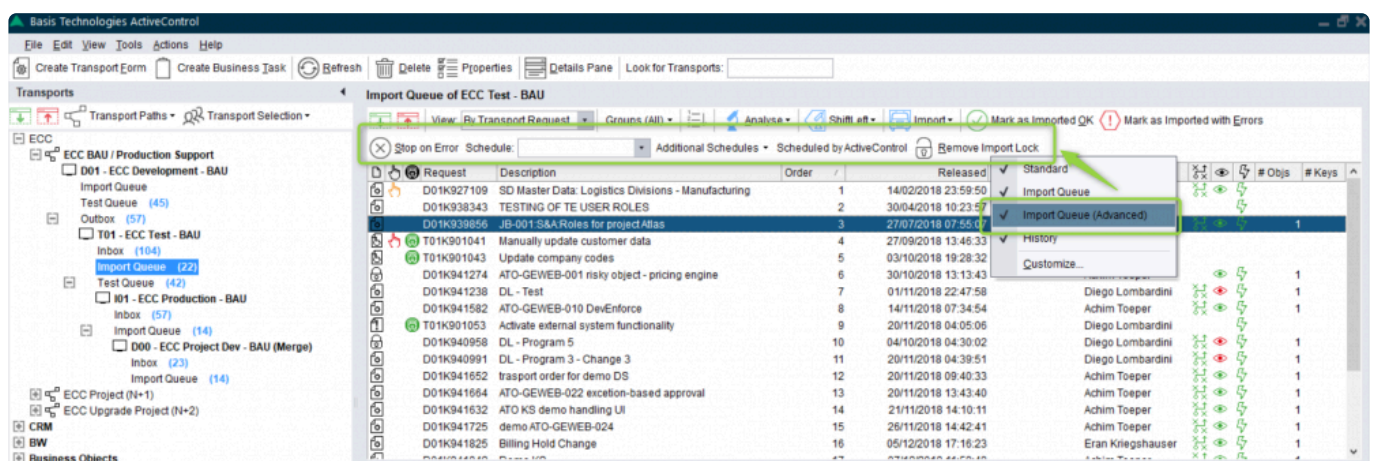 Basis Technologies ActiveControl
File Edit View Tools Actions Help
Create Transport Form Create Business Task Refresh Delete Properties Details Pane Look for Transports:
Transports
Import Queue of ECC Test - BAU
Transport Paths Transport Selection
View: By Transport Request Groups (All) Analyse ShiftLeft Import Mark as Imported OK Mark as Imported with Errors
Stop on Error Schedule: Additional Schedules Scheduled by ActiveControl Remove Import Lock
ECC
ECC BAU / Production Support
D01 - ECC Development - BAU
Import Queue
Test Queue (45)
Outbox (57)
T01 - ECC Test - BAU
Inbox (104)
Import Queue (22)
Test Queue (42)
I01 - ECC Production - BAU
Inbox (57)
Import Queue (14)
D00 - ECC Project Dev - BAU (Merge)
Inbox (23)
Import Queue (14)
ECC Project (N+1)
ECC Upgrade Project (N+2)
CRM
BW
Business Objects
Request Description Order Released # Objs # Keys
D01K927109 SD Master Data: Logistics Divisions - Manufacturing 1 14/02/2018 23:59:50
D01K938343 TESTING OF TE USER ROLES 2 30/04/2018 10:23:57
D01K939856 JB-001:S&A:Roles for project Atlas 3 27/07/2018 07:55:07 1
T01K901041 Manually update customer data 4 27/09/2018 13:46:33
T01K901043 Update company codes 5 03/10/2018 19:28:32
D01K941274 ATO-GEWEB-001 risky object - pricing engine 6 30/10/2018 13:13:43 1
D01K941238 DL - Test 7 01/11/2018 22:47:58 Diego Lombardini 1
D01K941582 ATO-GEWEB-010 DevEnforce 8 14/11/2018 07:34:54 Achim Toeper 1
T01K901053 Activate external system functionality 9 20/11/2018 04:05:06 Diego Lombardini
D01K940958 DL - Program 5 10 04/10/2018 04:30:02 Diego Lombardini 1
D01K940991 DL - Program 3 - Change 3 11 20/11/2018 04:39:51 Diego Lombardini 1
D01K941652 trasport order for demo DS 12 20/11/2018 09:40:33 Achim Toeper 1
D01K941664 ATO-GEWEB-022 excetion-based approval 13 20/11/2018 13:43:40 Achim Toeper 1
D01K941632 ATO KS demo handling UI 14 21/11/2018 14:10:11 Achim Toeper 1
D01K941725 demo ATO-GEWEB-024 15 26/11/2018 14:42:41 Achim Toeper 1
D01K941825 Billing Hold Change 16 05/12/2018 17:16:23 Eran Kriegshauser 1
Standard
Import Queue
Import Queue (Advanced)
History
Customize...